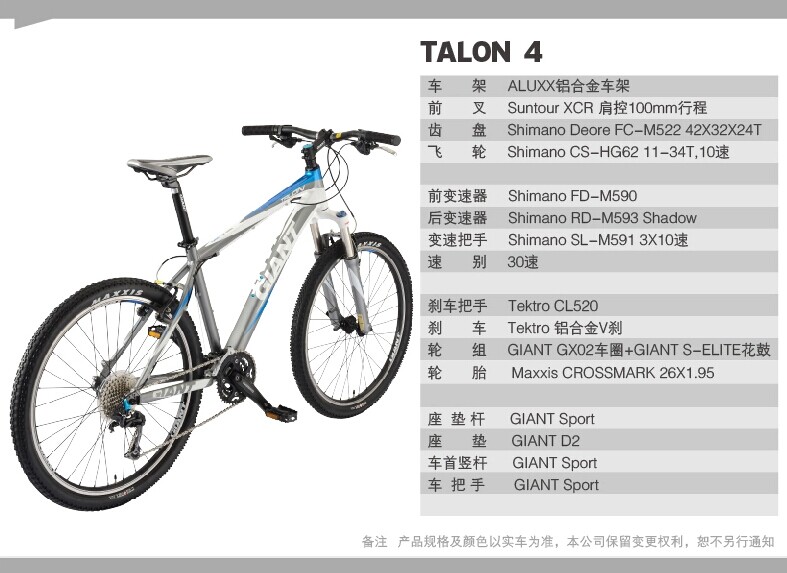 TALON 4
车 架 ALUXX铝合金车架
前 叉 Suntour XCR 肩控100mm行程
齿 盘 Shimano Deore FC-M522 42X32X24T
飞 轮 Shimano CS-HG62 11-34T,10速
前变速器 Shimano FD-M590
后变速器 Shimano RD-M593 Shadow
变速把手 Shimano SL-M591 3X10速
速 别 30速
刹车把手 Tektro CL520
刹 车 Tektro 铝合金V刹
轮 组 GIANT GX02车圈+GIANT S-ELITE花鼓
轮 胎 Maxxis CROSSMARK 26X1.95
座 垫 杆 GIANT Sport
座 垫 GIANT D2
车首竖杆 GIANT Sport
车 把 手 GIANT Sport
备注 产品规格及颜色以实车为准，本公司保留变更权利，恕不另行通知
TALON
GIANT
MAXXIS
MAXXIS
GIANT